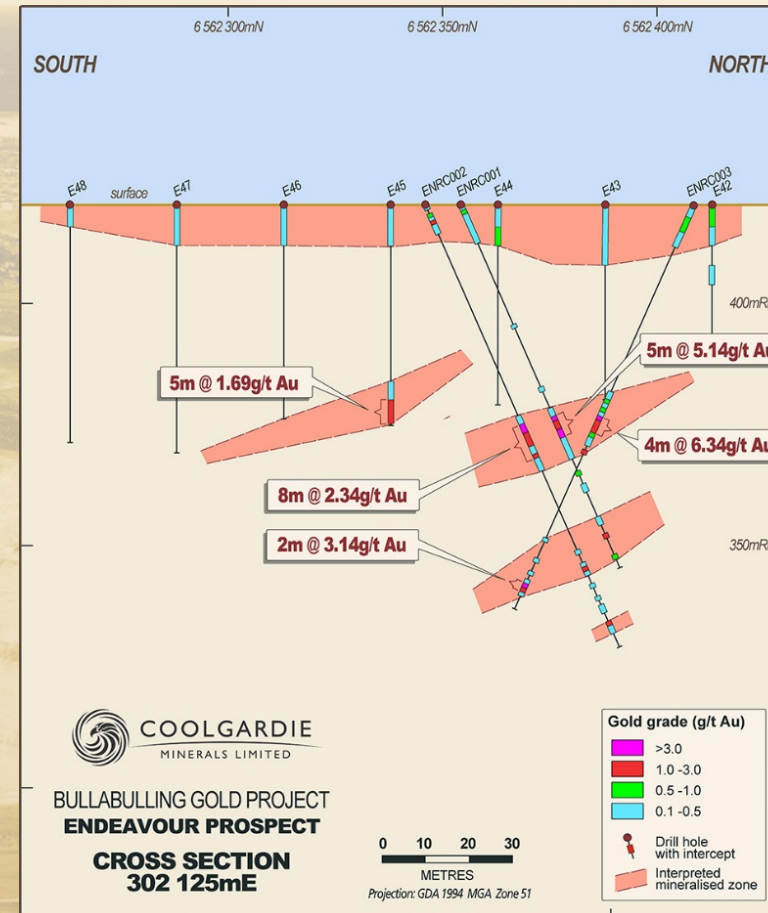 6 562 300mN
6 562 350mN
6 562 400mN
SOUTH
NORTH
surface
E48
E47
E46
E45
ENRC002
ENRC001
E44
E43
ENRC003
E42
400mR
5m @ 5.14g/t Au
5m @ 1.69g/t Au
4m @ 6.34g/t Au
8m @ 2.34g/t Au
2m @ 3.14g/t Au
350mR
COOLGARDIE
MINERALS LIMITED
BULLABULLING GOLD PROJECT
ENDEAVOUR PROSPECT
CROSS SECTION
302 125mE
0 10 20 30
METRES
Projection: GDA 1994 MGA Zone 51
Gold grade (g/t Au)
>3.0
1.0 -3.0
0.5 -1.0
0.1 -0.5
Drill hole
with intercept
Interpreted
mineralised zone